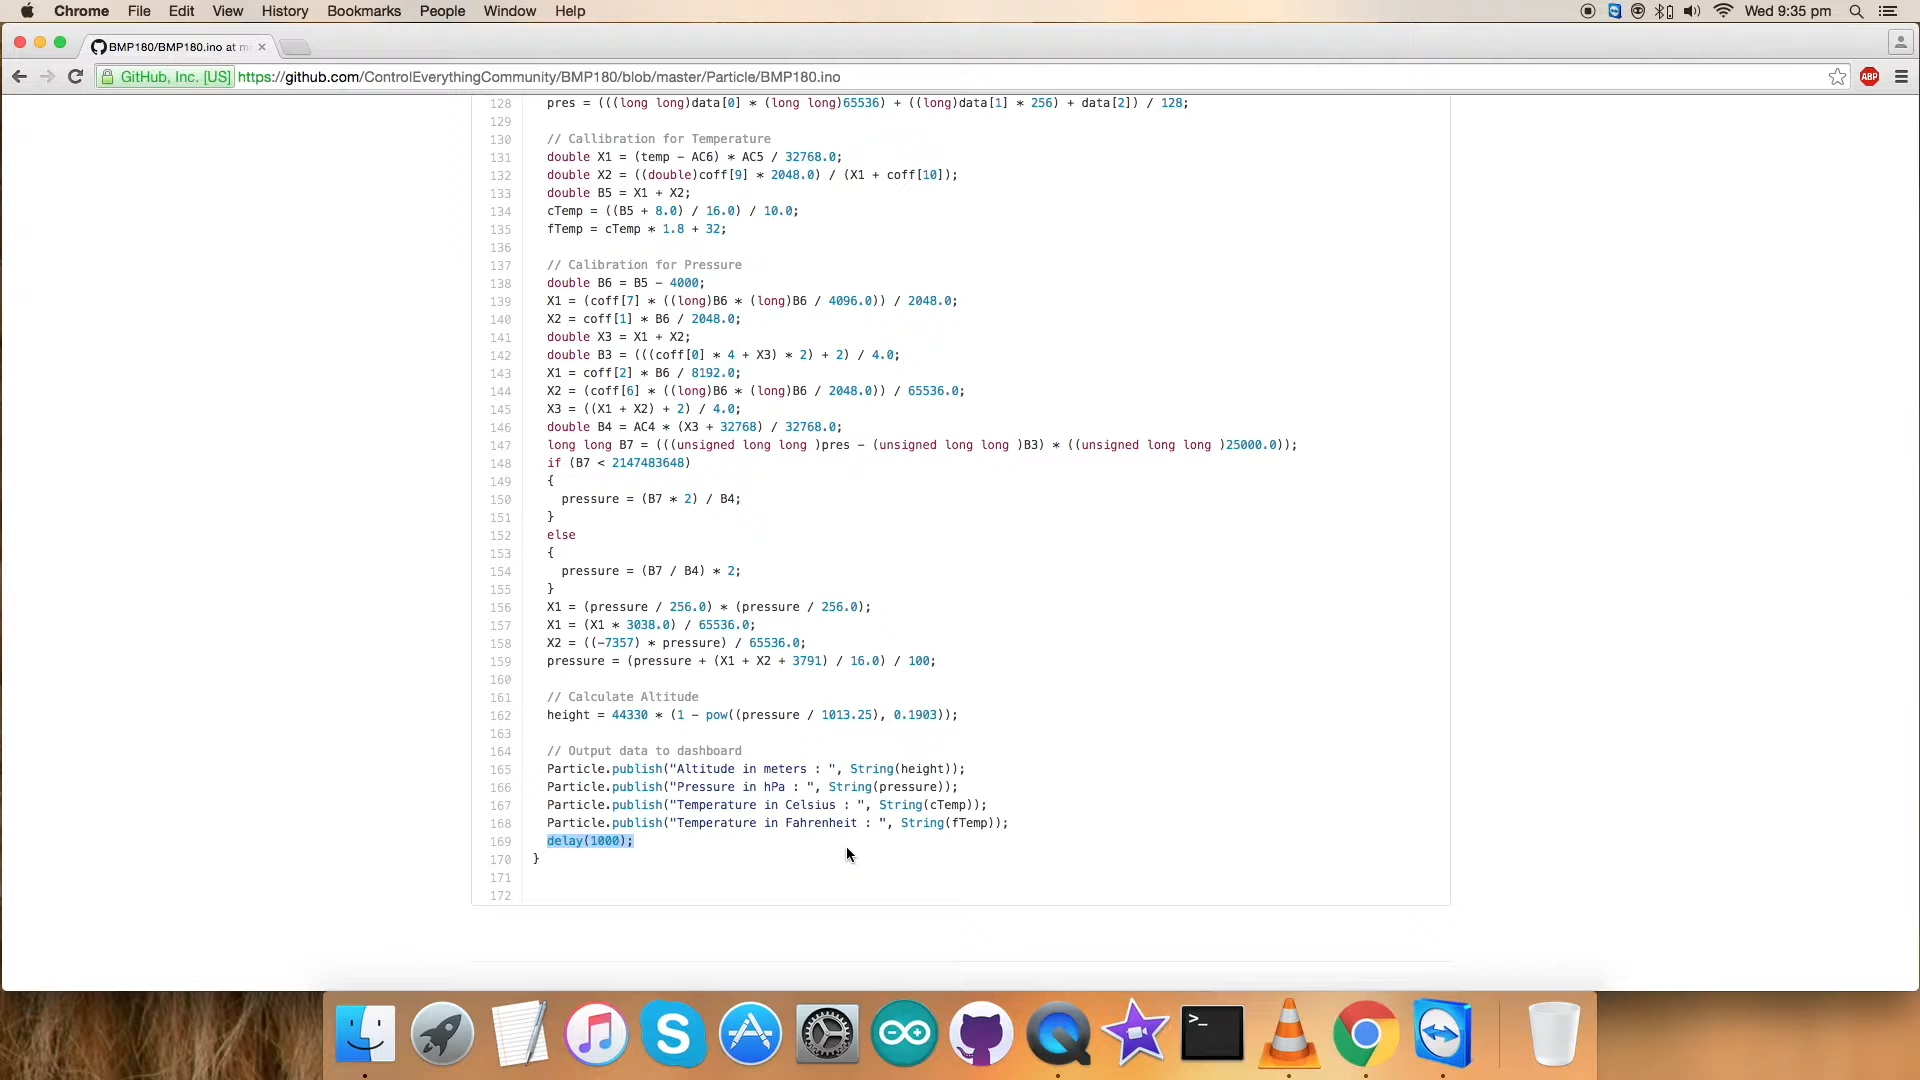 Chrome File Edit View History Bookmarks People Window Help Wed 9:35 pm
BMP180/BMP180.ino at m
GitHub, Inc. [US] https://github.com/ControlEverythingCommunity/BMP180/blob/master/Particle/BMP180.ino ABP
128 pres = (((long long)data[0] * (long long)65536) + ((long)data[1] * 256) + data[2]) / 128;
129
130 // Callibration for Temperature
131 double X1 = (temp - AC6) * AC5 / 32768.0;
132 double X2 = ((double)coff[9] * 2048.0) / (X1 + coff[10]);
133 double B5 = X1 + X2;
134 cTemp = ((B5 + 8.0) / 16.0) / 10.0;
135 fTemp = cTemp * 1.8 + 32;
136
137 // Calibration for Pressure
138 double B6 = B5 - 4000;
139 X1 = (coff[7] * ((long)B6 * (long)B6 / 4096.0)) / 2048.0;
140 X2 = coff[1] * B6 / 2048.0;
141 double X3 = X1 + X2;
142 double B3 = (((coff[0] * 4 + X3) * 2) + 2) / 4.0;
143 X1 = coff[2] * B6 / 8192.0;
144 X2 = (coff[6] * ((long)B6 * (long)B6 / 2048.0)) / 65536.0;
145 X3 = ((X1 + X2) + 2) / 4.0;
146 double B4 = AC4 * (X3 + 32768) / 32768.0;
147 long long B7 = (((unsigned long long )pres - (unsigned long long )B3) * ((unsigned long long )25000.0));
148 if (B7 < 2147483648)
149 {
150 pressure = (B7 * 2) / B4;
151 }
152 else
153 {
154 pressure = (B7 / B4) * 2;
155 }
156 X1 = (pressure / 256.0) * (pressure / 256.0);
157 X1 = (X1 * 3038.0) / 65536.0;
158 X2 = ((-7357) * pressure) / 65536.0;
159 pressure = (pressure + (X1 + X2 + 3791) / 16.0) / 100;
160
161 // Calculate Altitude
162 height = 44330 * (1 - pow((pressure / 1013.25), 0.1903));
163
164 // Output data to dashboard
165 Particle.publish("Altitude in meters : ", String(height));
166 Particle.publish("Pressure in hPa : ", String(pressure));
167 Particle.publish("Temperature in Celsius : ", String(cTemp));
168 Particle.publish("Temperature in Fahrenheit : ", String(fTemp));
169 delay(1000);
170 }
171
172